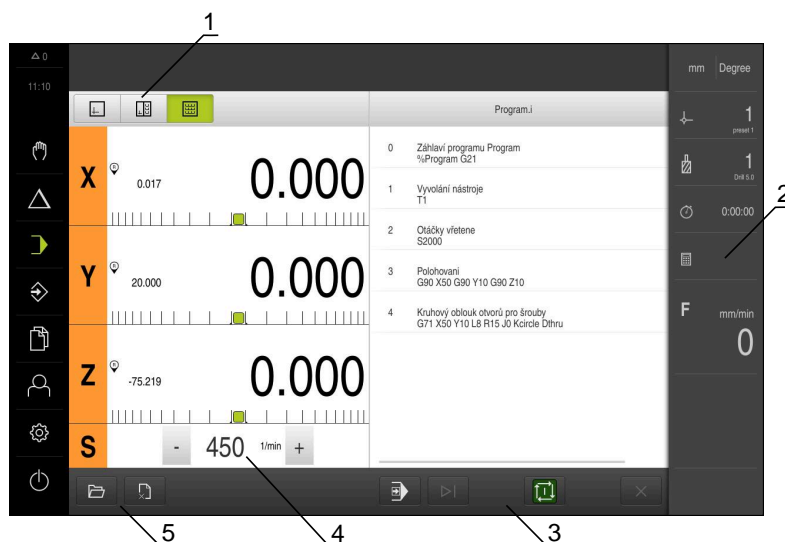 1
0
11:10
mm Degree
Program.i
1
preset 1
X
R
0.017
0.000
0 Záhlaví programu Program
%Program G21
1 Vyvolání nástroje
T1
1
Drill 5.0
2
0:00:00
2 Otáčky vřetene
S2000
Y
R
20.000
0.000
3 Polohovani
G90 X50 G90 Y10 G90 Z10
4 Kruhový oblouk otvorů pro šrouby
G71 X50 Y10 L8 R15 J0 Kcircle Dthru
F mm/min
0
Z
R
-75.219
0.000
S - 450 1/min +
5
4
3